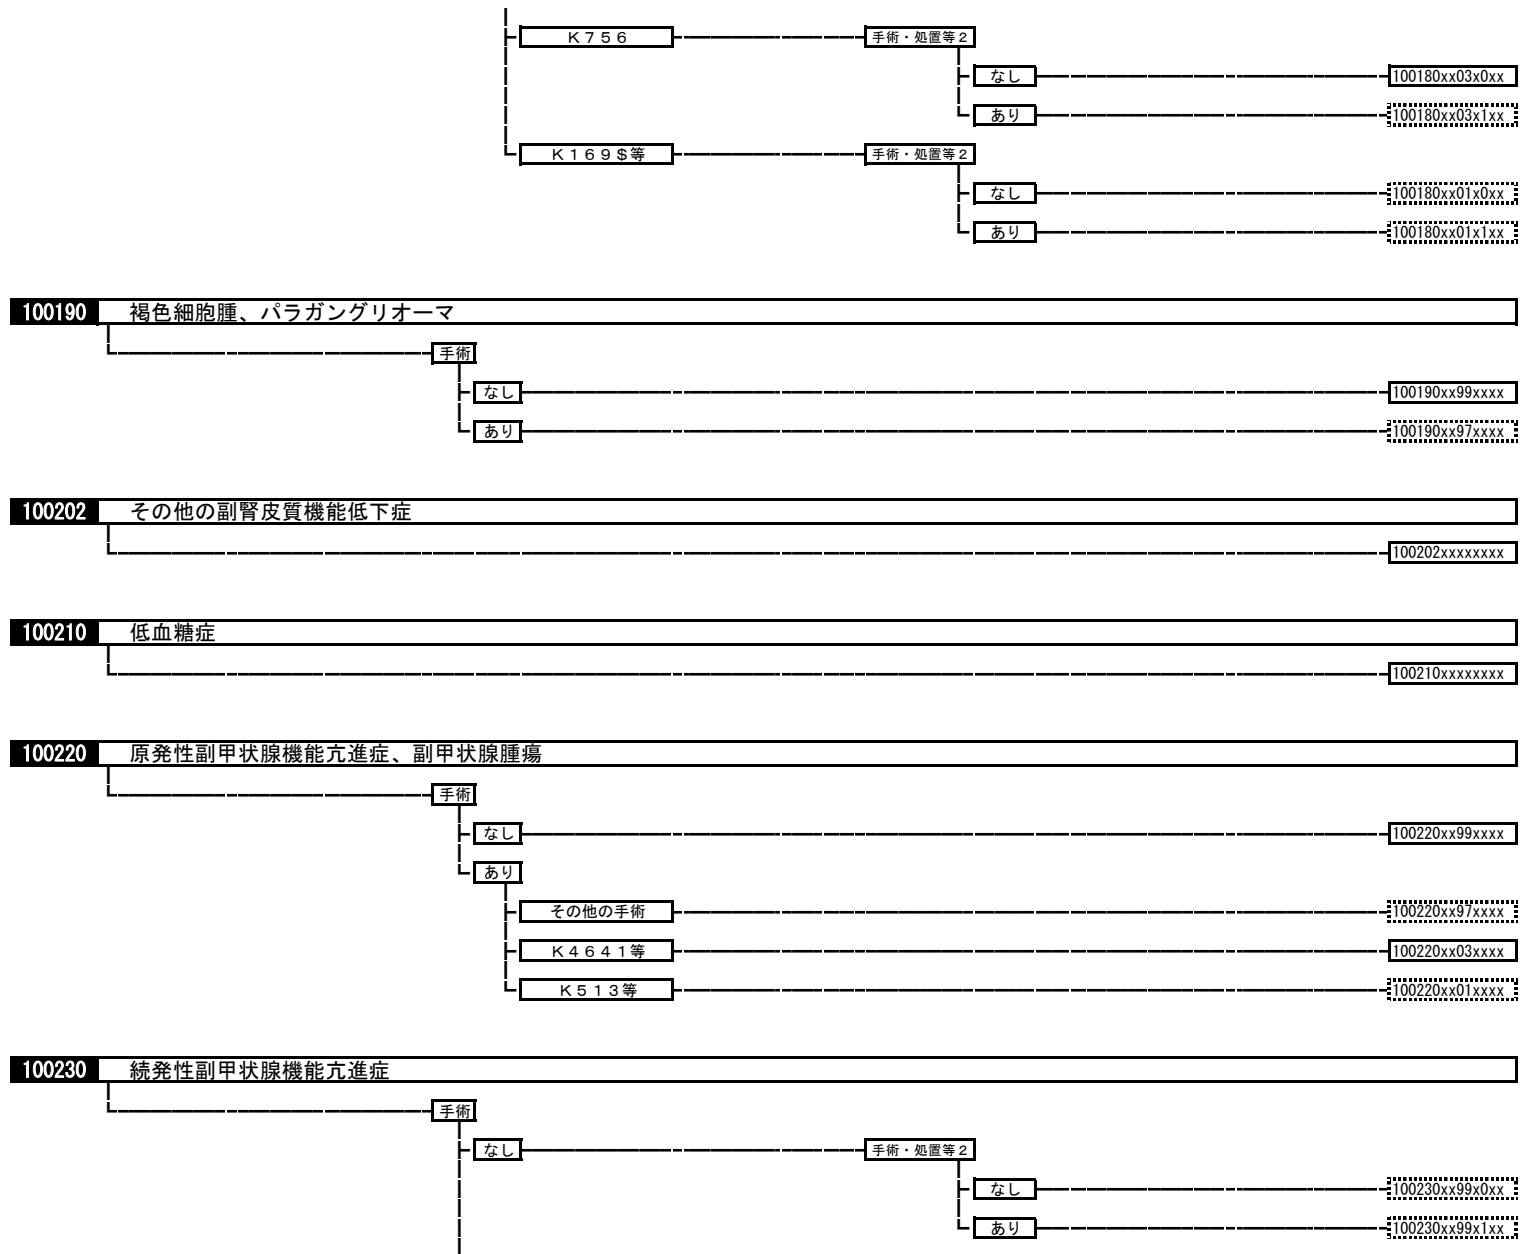 Ｋ７５６ 手術・処置等２
なし 100180xx03x0xx
あり 100180xx03x1xx
Ｋ１６９＄等 手術・処置等２
なし 100180xx01x0xx
あり 100180xx01x1xx
100190 褐色細胞腫、パラガングリオーマ
手術
なし 100190xx99xxxx
あり 100190xx97xxxx
100202 その他の副腎皮質機能低下症
100202xxxxxxxx
100210 低血糖症
100210xxxxxxxx
100220 原発性副甲状腺機能亢進症、副甲状腺腫瘍
手術
なし 100220xx99xxxx
あり
その他の手術 100220xx97xxxx
Ｋ４６４１等 100220xx03xxxx
Ｋ５１３等 100220xx01xxxx
100230 続発性副甲状腺機能亢進症
手術
なし 手術・処置等２
なし 100230xx99x0xx
あり 100230xx99x1xx